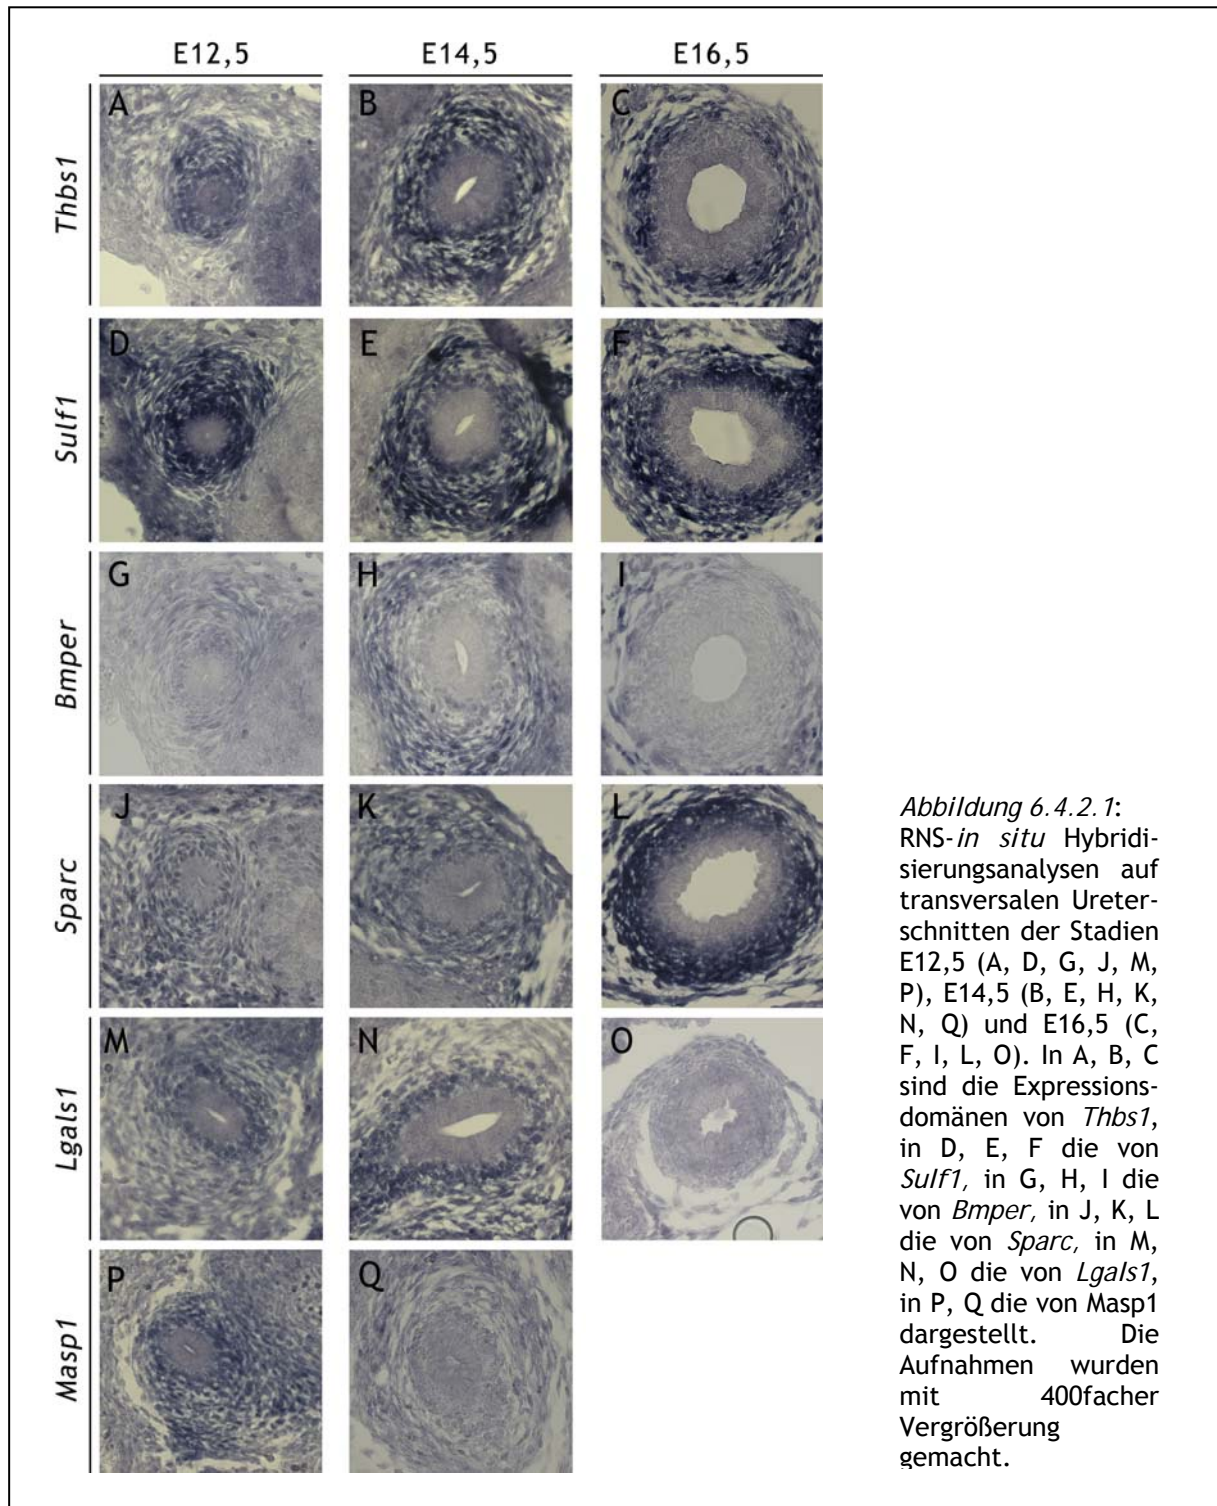 E12,5 E14,5 E16,5
Thbs1 A B C
Sulf1 D E F
Bmper G H I
Sparc J K L
Lgals1 M N O
Masp1 P Q
Abbildung 6.4.2.1:
RNS-in situ Hybridi-
sierungsanalysen auf
transversalen Ureter-
schnitten der Stadien
E12,5 (A, D, G, J, M,
P), E14,5 (B, E, H, K,
N, Q) und E16,5 (C,
F, I, L, O). In A, B, C
sind die Expressions-
domänen von Thbs1,
in D, E, F die von
Sulf1, in G, H, I die
von Bmper, in J, K, L
die von Sparc, in M,
N, O die von Lgals1,
in P, Q die von Masp1
dargestellt. Die
Aufnahmen wurden
mit 400facher
Vergrößerung
gemacht.